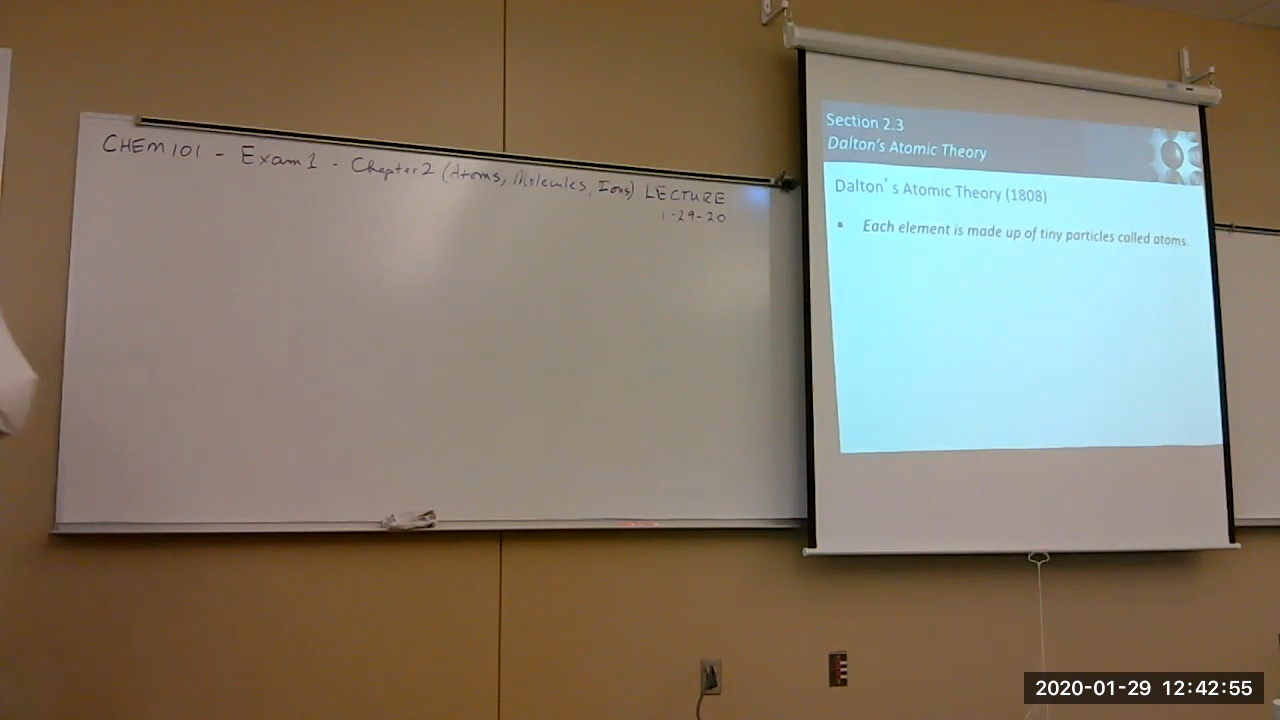 CHEM 101 - Exam 1 - Chapter 2 (Atoms, Molecules, Ions) LECTURE
1-29-20
Section 2.3
Dalton's Atomic Theory
Dalton's Atomic Theory (1808)
▪ Each element is made up of tiny particles called atoms.
2020-01-29 12:42:55